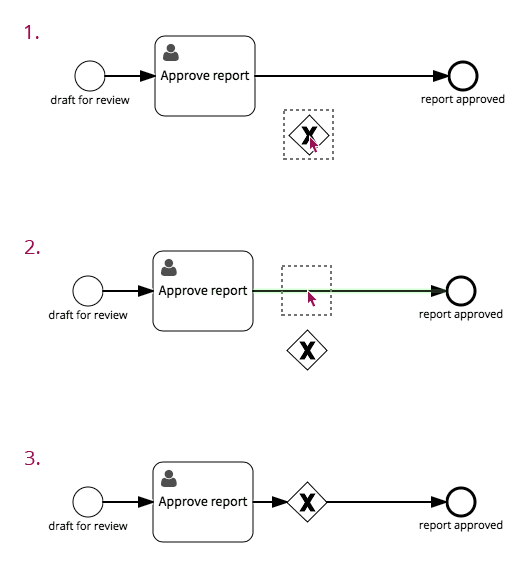 1.
Approve report
draft for review
report approved
X
2.
Approve report
draft for review
report approved
X
3.
Approve report
X
draft for review
report approved